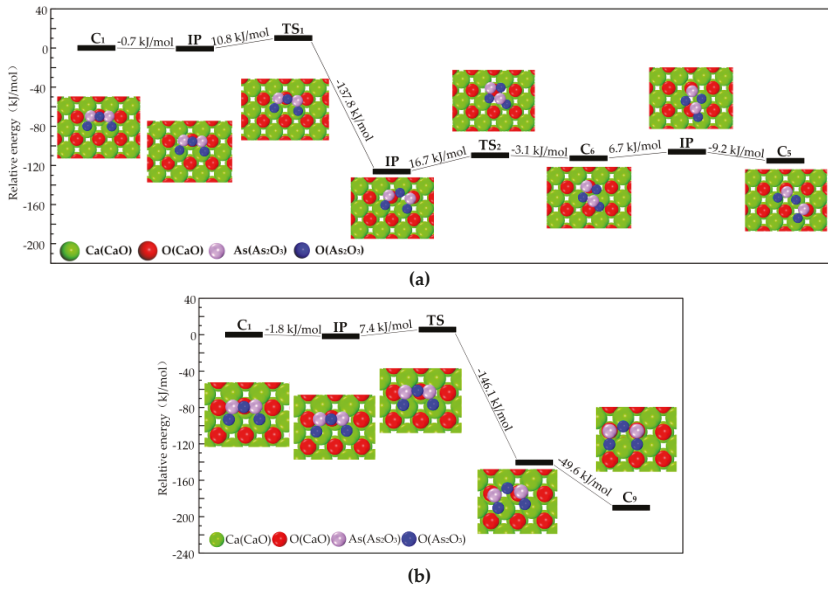 40
0
-40
-80
-120
-160
-200
Relative energy (kJ/mol)
C₁ -0.7 kJ/mol IP 10.8 kJ/mol TS₁
-137.8 kJ/mol
IP 16.7 kJ/mol TS₂ -3.1 kJ/mol C₆ 6.7 kJ/mol IP -9.2 kJ/mol C₅
Ca(CaO) O(CaO) As(As₂O₃) O(As₂O₃)
(a)
40
0
-40
-80
-120
-160
-200
-240
Relative energy (kJ/mol)
C₁ -1.8 kJ/mol IP 7.4 kJ/mol TS
-146.1 kJ/mol
-49.6 kJ/mol
C₉
Ca(CaO) O(CaO) As(As₂O₃) O(As₂O₃)
(b)